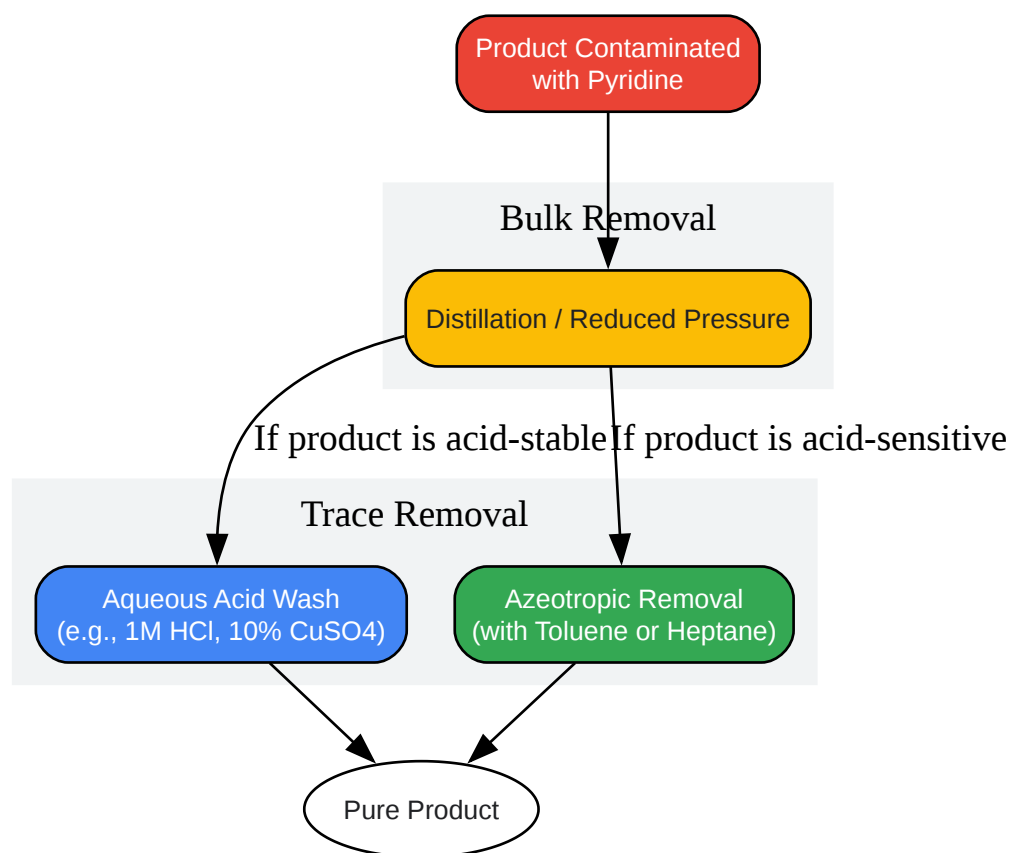 Product Contaminated
with Pyridine
Bulk Removal
Distillation / Reduced Pressure
If product is acid-stable
If product is acid-sensitive
Trace Removal
Aqueous Acid Wash
(e.g., 1M HCl, 10% CuSO4)
Azeotropic Removal
(with Toluene or Heptane)
Pure Product